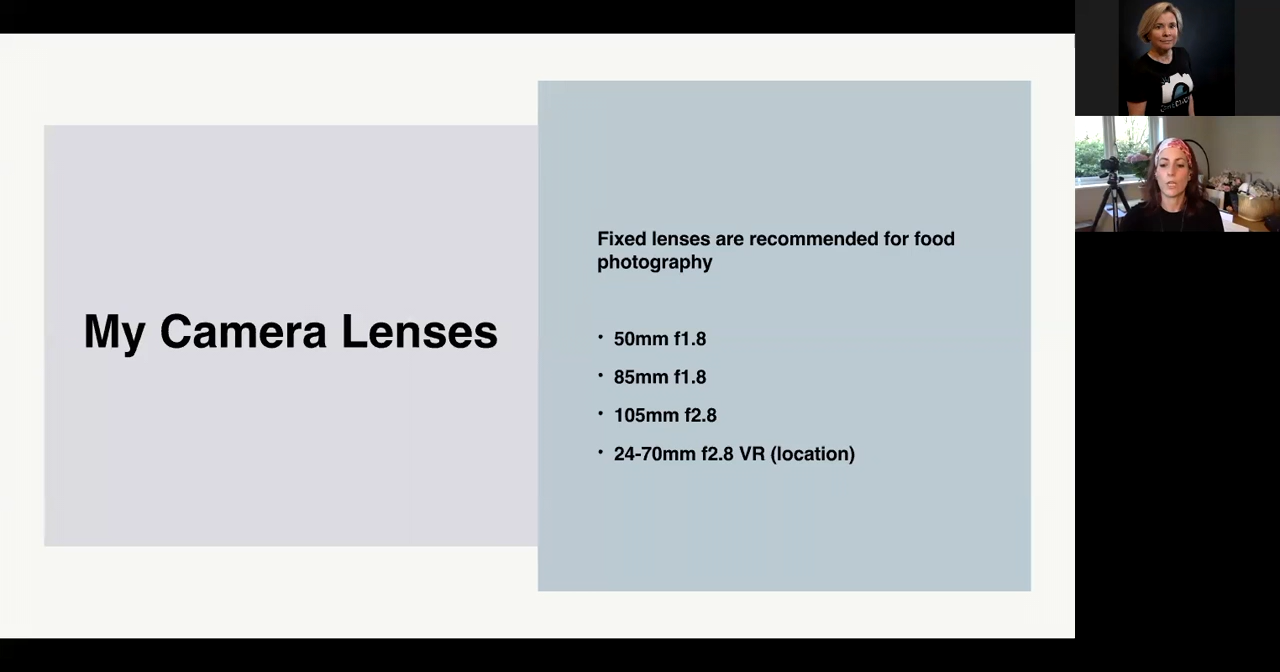 My Camera Lenses
Fixed lenses are recommended for food
photography
• 50mm f1.8
• 85mm f1.8
• 105mm f2.8
• 24-70mm f2.8 VR (location)